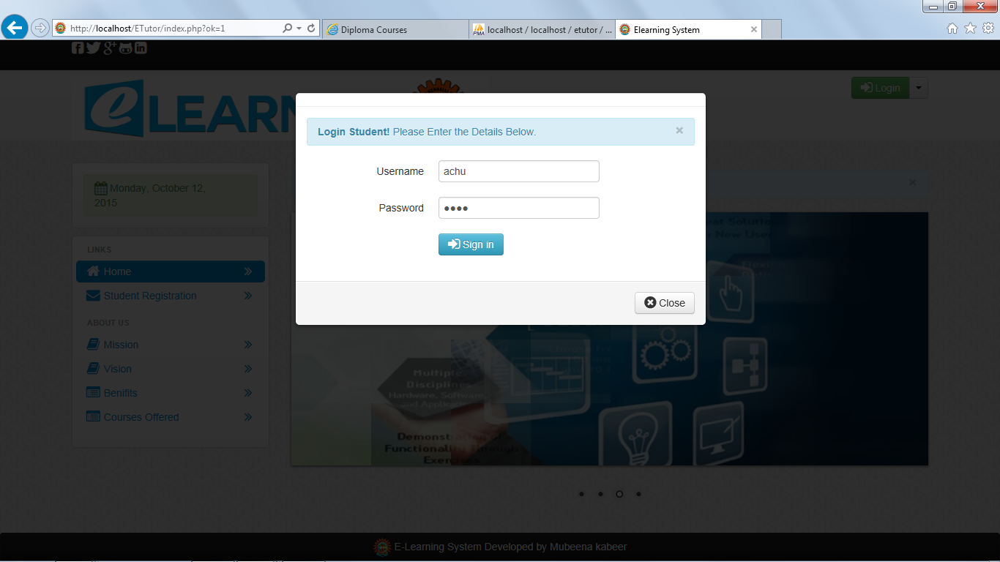 http://localhost/ETutor/index.php?ok=1
Diploma Courses
localhost / localhost / etutor / ...
Elearning System
e LEARN
Login
Login Student! Please Enter the Details Below.
Username
achu
Password
●●●●
Sign in
Close
Monday, October 12,
2015
LINKS
Home
Student Registration
ABOUT US
Mission
Vision
Benifits
Courses Offered
Multiple
Disciplines
Hardware, Software,
and Application
Demonstration of
Functionality Through
Exercises
E-Learning System Developed by Mubeena kabeer